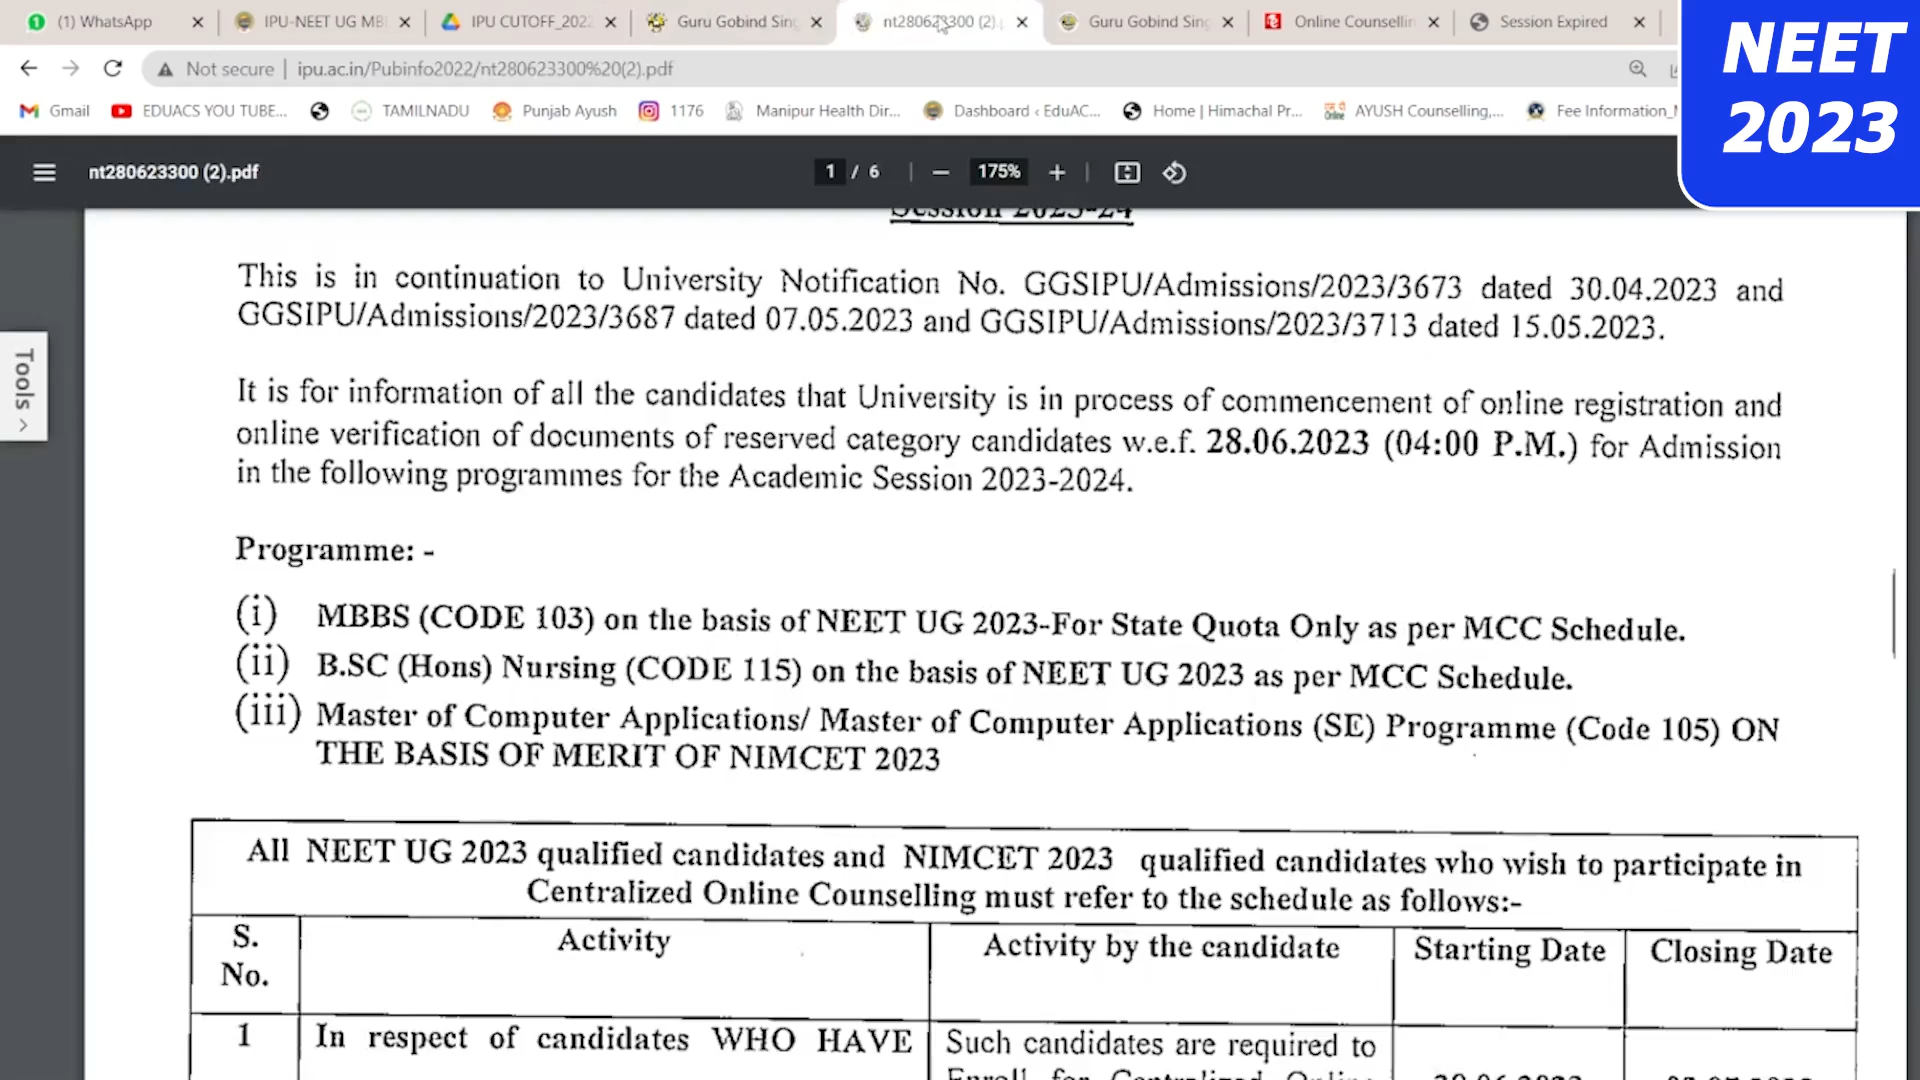 (1) WhatsApp
IPU-NEET UG MB
IPU CUTOFF_2022
Guru Gobind Sin
nt280623300 (2).
Guru Gobind Sing
Online Counsellin
Session Expired
NEET
2023
Not secure | ipu.ac.in/Pubinfo2022/nt280623300%20(2).pdf
Gmail
EDUACS YOU TUBE...
TAMILNADU
Punjab Ayush
1176
Manipur Health Dir...
Dashboard ‹ EduAC...
Home | Himachal Pr...
AYUSH Counselling,...
Fee Information_
nt280623300 (2).pdf
1 / 6
175%
Tools
Session 2023-24
This is in continuation to University Notification No. GGSIPU/Admissions/2023/3673 dated 30.04.2023 and
GGSIPU/Admissions/2023/3687 dated 07.05.2023 and GGSIPU/Admissions/2023/3713 dated 15.05.2023.
It is for information of all the candidates that University is in process of commencement of online registration and
online verification of documents of reserved category candidates w.e.f. 28.06.2023 (04:00 P.M.) for Admission
in the following programmes for the Academic Session 2023-2024.
Programme: -
(i) MBBS (CODE 103) on the basis of NEET UG 2023-For State Quota Only as per MCC Schedule.
(ii) B.SC (Hons) Nursing (CODE 115) on the basis of NEET UG 2023 as per MCC Schedule.
(iii) Master of Computer Applications/ Master of Computer Applications (SE) Programme (Code 105) ON
THE BASIS OF MERIT OF NIMCET 2023
All NEET UG 2023 qualified candidates and NIMCET 2023 qualified candidates who wish to participate in
Centralized Online Counselling must refer to the schedule as follows:-
S.
No.
Activity
Activity by the candidate
Starting Date
Closing Date
1
In respect of candidates WHO HAVE
Such candidates are required to
Enroll for Centralized Online